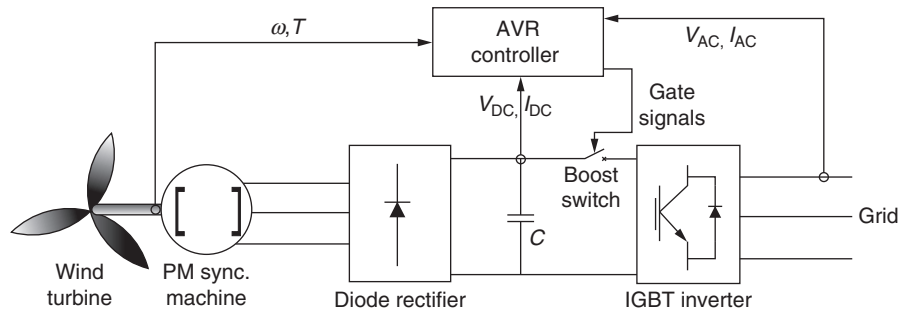 ω, T
AVR
controller
V_AC, I_AC
V_DC, I_DC
Gate
signals
Boost
switch
C
Grid
Wind
turbine
PM sync.
machine
Diode rectifier
IGBT inverter